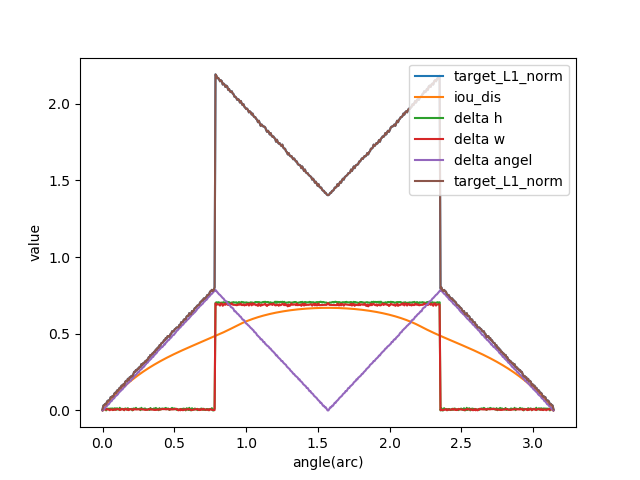 target_L1_norm
iou_dis
delta h
delta w
delta angel
target_L1_norm
2.0
1.5
1.0
0.5
0.0
value
0.0 0.5 1.0 1.5 2.0 2.5 3.0
angle(arc)